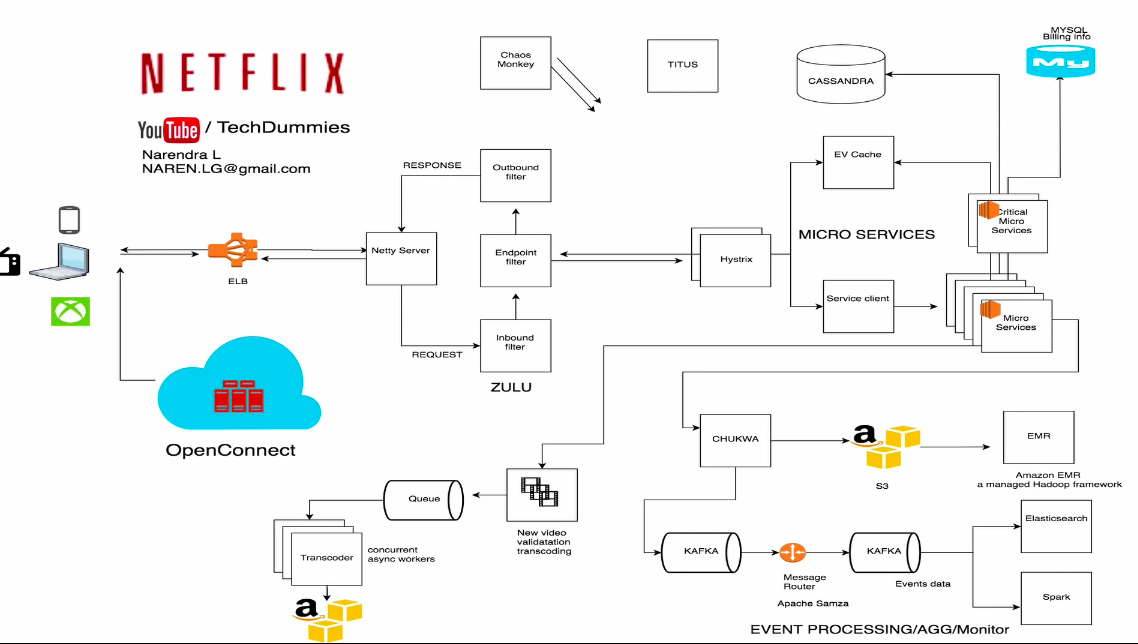 NETFLIX
YouTube / TechDummies
Narendra L
NAREN.LG@gmail.com
Chaos
Monkey
TITUS
CASSANDRA
MYSQL
Billing info
My
RESPONSE
Outbound
filter
EV Cache
Critical
Micro
Services
MICRO SERVICES
ELB
Netty Server
Endpoint
filter
Hystrix
Service client
Micro
Services
REQUEST
Inbound
filter
ZULU
OpenConnect
CHUKWA
a
S3
EMR
Amazon EMR
a managed Hadoop framework
Queue
New video
validatation
transcoding
Transcoder
concurrent
async workers
a
KAFKA
Message
Router
Apache Samza
KAFKA
Events data
Elasticsearch
Spark
EVENT PROCESSING/AGG/Monitor